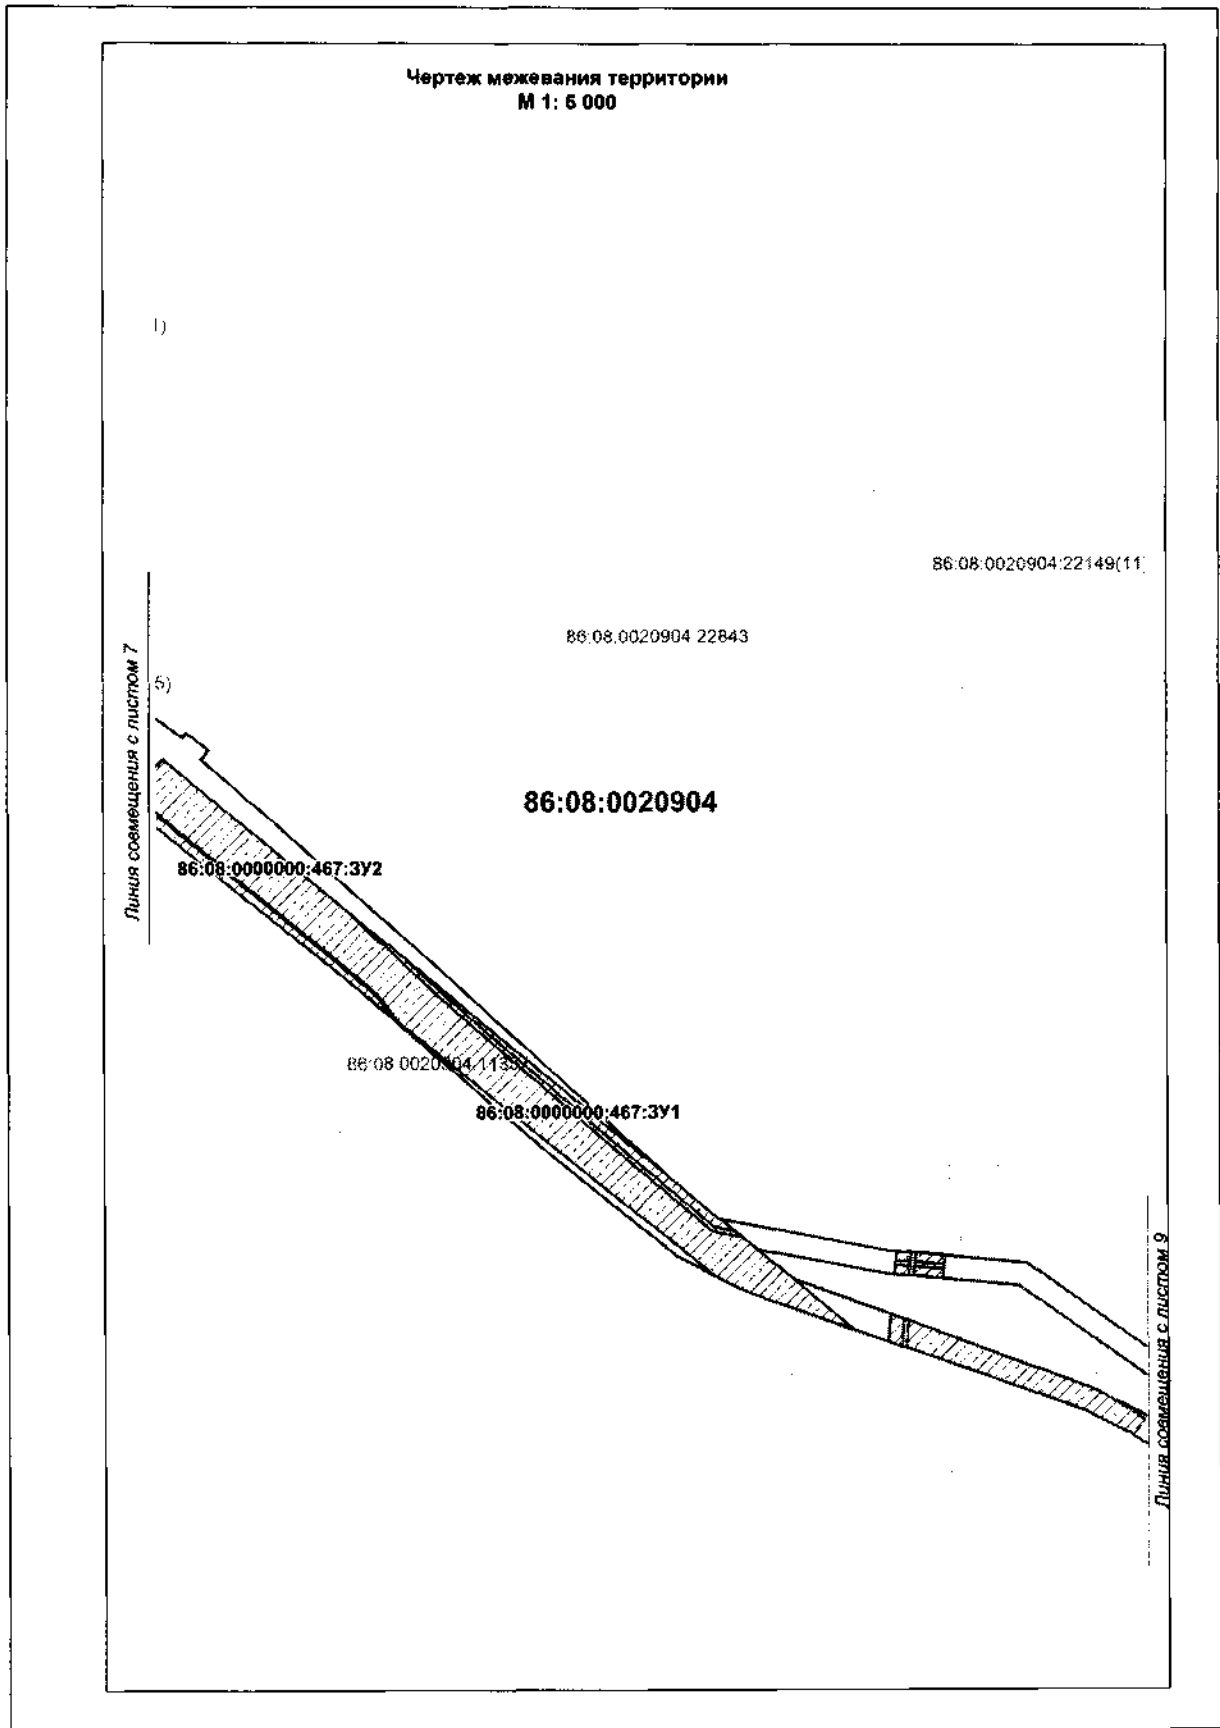 Чертеж межевания территории
М 1: 5 000
1)
86:08:0020904:22149(11)
86:08:0020904 22843
Линия совмещения с листом 7
5)
86:08:0020904
86:08:0000000:467:ЗУ2
86:08:0000000:467:ЗУ1
Линия совмещения с листом 9